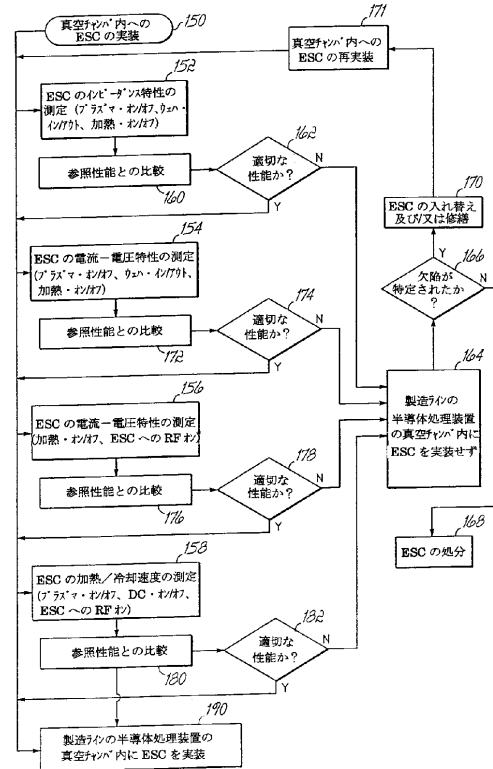 150
真空ﾁｬﾝﾊﾞ内への
ESC の実装
171
真空ﾁｬﾝﾊﾞ内への
ESC の再実装
152
ESC のｲﾝﾋﾟｰﾀﾞﾝｽ特性の
測定（ﾌﾟﾗｽﾞﾏ・ｵﾝ/ｵﾌ、ｳｪﾊ・
ｲﾝ/ｱｳﾄ、加熱・ｵﾝ/ｵﾌ）
参照性能との比較
160
162
適切な
性能か？
N
Y
170
ESC の入れ替え
及び/又は修繕
Y
166
欠陥が
特定されたか
？
N
154
ESC の電流－電圧特性の測定
（ﾌﾟﾗｽﾞﾏ・ｵﾝ/ｵﾌ、ｳｪﾊ・ｲﾝ/ｱｳﾄ、
加熱・ｵﾝ/ｵﾌ）
参照性能との比較
172
174
適切な
性能か？
N
Y
164
製造ラインの
半導体処理装置
の真空ﾁｬﾝﾊﾞ内に
ESC を実装せず
156
ESC の電流－電圧特性の測定
（加熱・ｵﾝ/ｵﾌ、ESC への RF ｵﾝ）
参照性能との比較
176
178
適切な
性能か？
N
Y
168
ESC の処分
158
ESC の加熱／冷却速度の測定
（ﾌﾟﾗｽﾞﾏ・ｵﾝ/ｵﾌ、DC・ｵﾝ/ｵﾌ、
ESC への RF ｵﾝ）
参照性能との比較
180
182
適切な
性能か？
N
Y
190
製造ラインの半導体処理装置の
真空ﾁｬﾝﾊﾞ内に ESC を実装